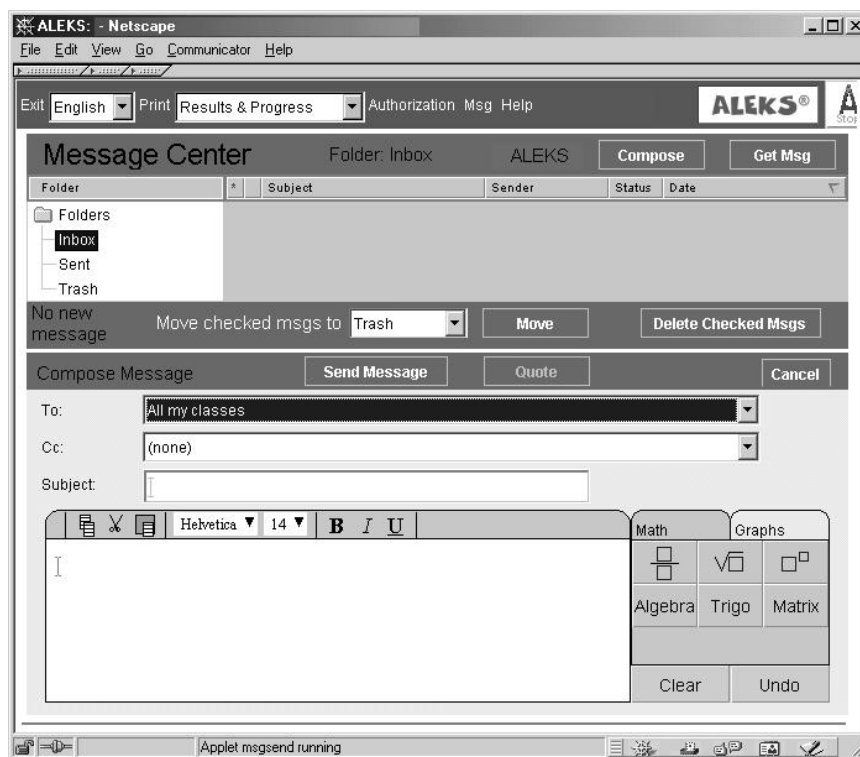 ALEKS: - Netscape
File Edit View Go Communicator Help
Exit English Print Results & Progress Authorization Msg Help ALEKS® Stop
Message Center Folder: Inbox ALEKS Compose Get Msg
Folder * Subject Sender Status Date
Folders
Inbox
Sent
Trash
No new message Move checked msgs to Trash Move Delete Checked Msgs
Compose Message Send Message Quote Cancel
To: All my classes
Cc: (none)
Subject:
Helvetica 14 B I U Math Graphs
Algebra Trigo Matrix
Clear Undo
Applet msgsend running